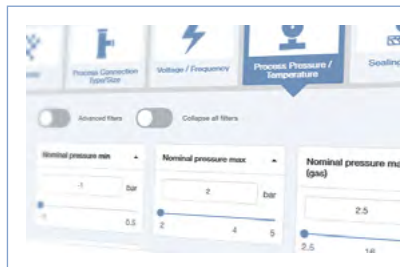 Process Connection
Type/Size
Voltage / Frequency
Process Pressure /
Temperature
Sealing
Advanced filters
Collapse all filters
Nominal pressure min
-1
bar
-1
0.5
Nominal pressure max
2
bar
2
4
5
Nominal pressure ma
(gas)
2.5
2.5
16